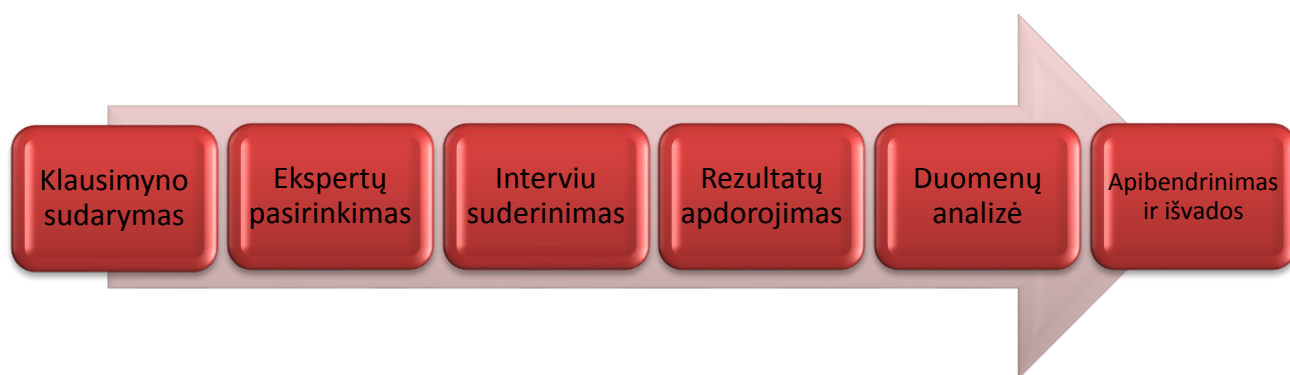 Klausimyno
sudarymas
Ekspertų
pasirinkimas
Interviu
suderinimas
Rezultatų
apdorojimas
Duomenų
analizė
Apibendrinimas
ir išvados